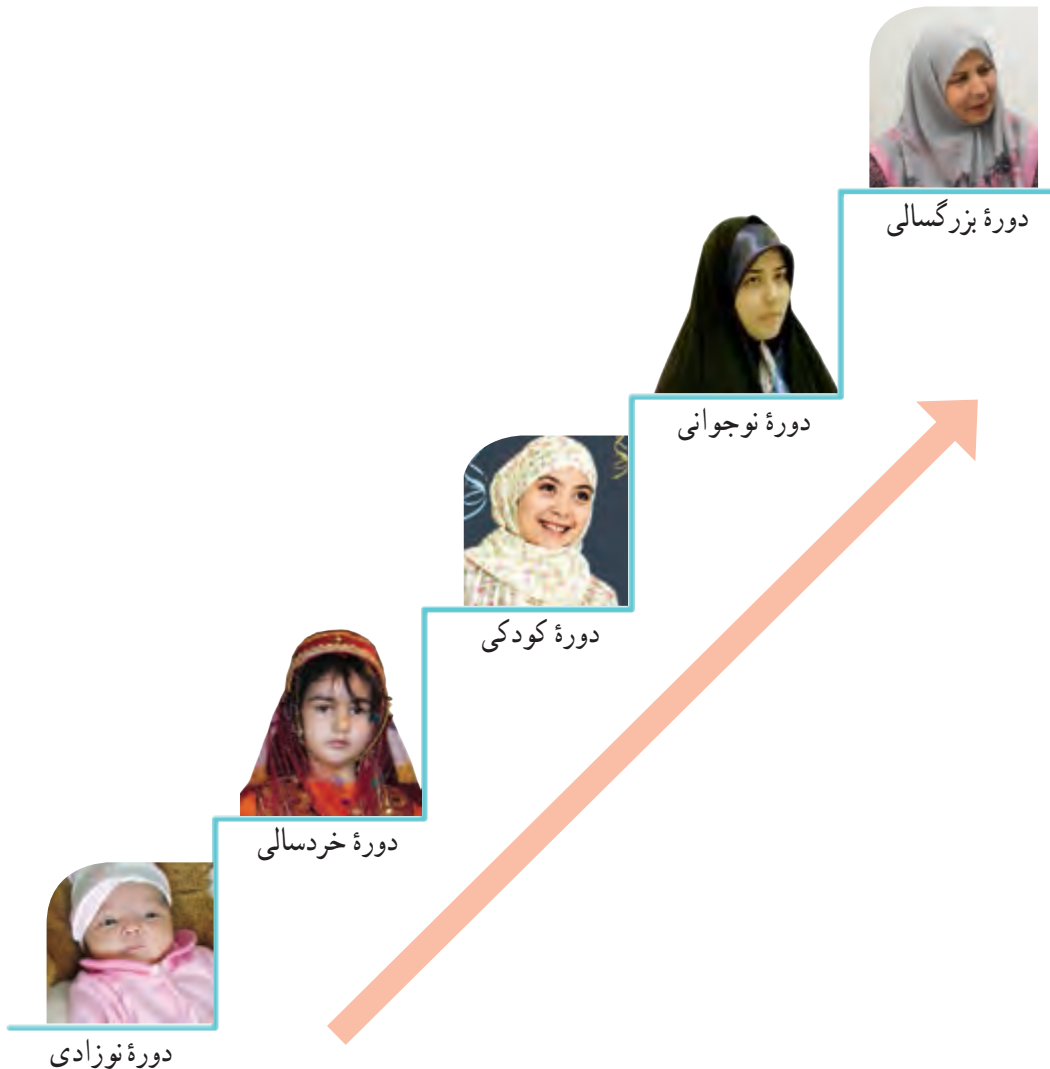 دورهٔ بزرگسالی
دورهٔ نوجوانی
دورهٔ کودکی
دورهٔ خردسالی
دورهٔ نوزادی